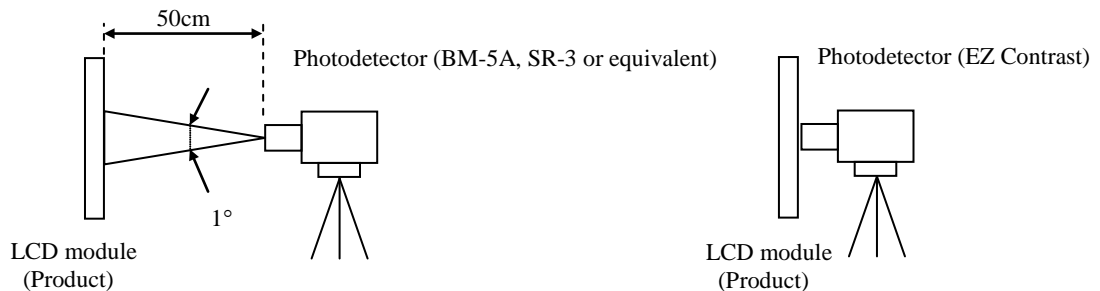 50cm
Photodetector (BM-5A, SR-3 or equivalent)
1°
LCD module
(Product)
Photodetector (EZ Contrast)
LCD module
(Product)